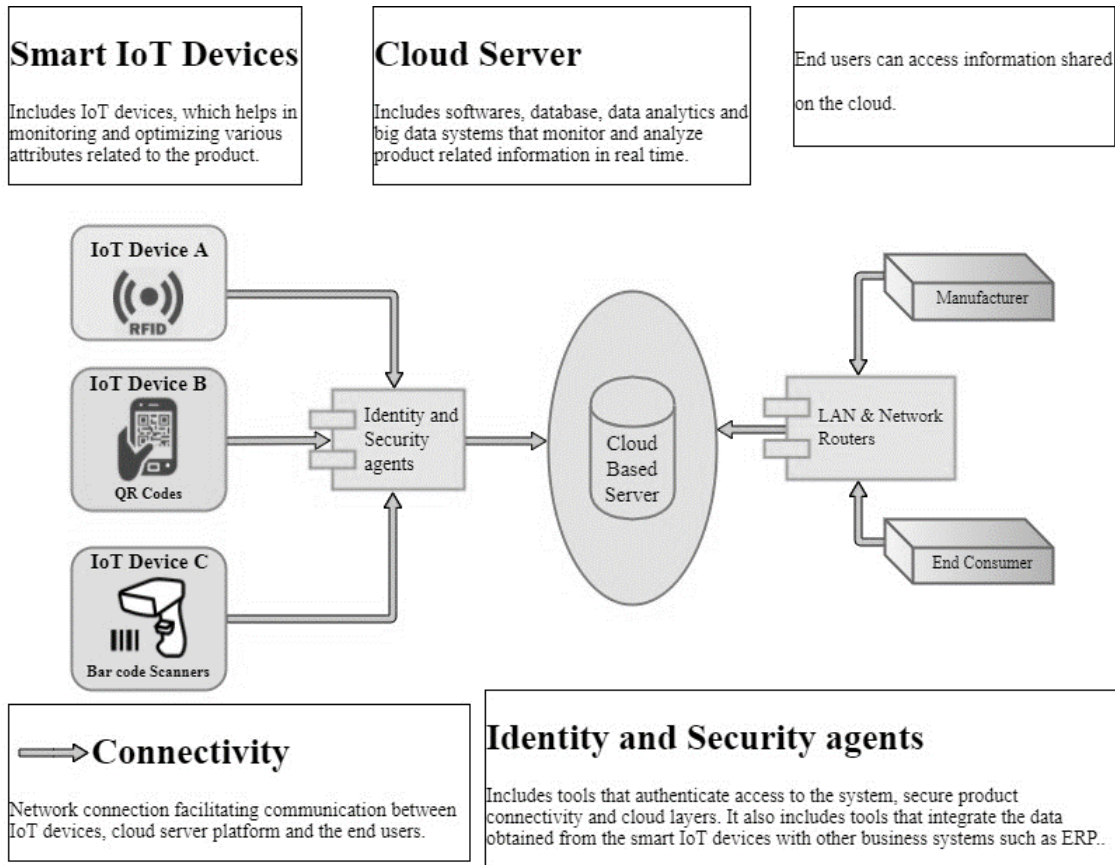 Smart IoT Devices
Includes IoT devices, which helps in
monitoring and optimizing various
attributes related to the product.
Cloud Server
Includes softwares, database, data analytics and
big data systems that monitor and analyze
product related information in real time.
End users can access information shared
on the cloud.
IoT Device A
RFID
IoT Device B
QR Codes
IoT Device C
Bar code Scanners
Identity and
Security
agents
Cloud
Based
Server
LAN & Network
Routers
Manufacturer
End Consumer
Connectivity
Network connection facilitating communication between
IoT devices, cloud server platform and the end users.
Identity and Security agents
Includes tools that authenticate access to the system, secure product
connectivity and cloud layers. It also includes tools that integrate the data
obtained from the smart IoT devices with other business systems such as ERP..